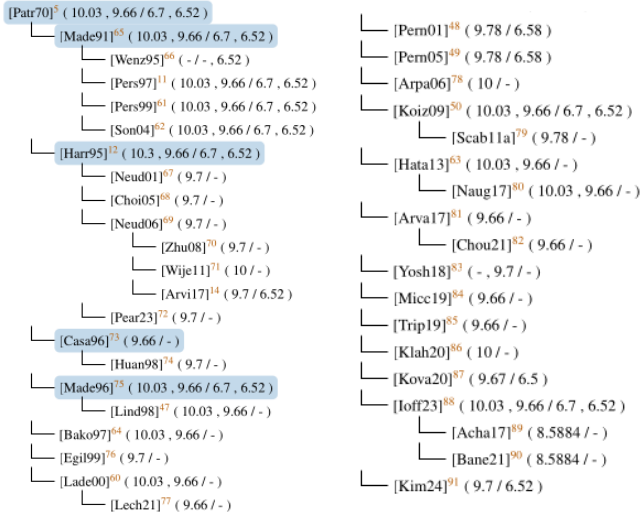 [Patr70]5 ( 10.03 , 9.66 / 6.7 , 6.52 )
[Made91]65 ( 10.03 , 9.66 / 6.7 , 6.52 )
[Wenz95]66 ( - / - , 6.52 )
[Pers97]11 ( 10.03 , 9.66 / 6.7 , 6.52 )
[Pers99]61 ( 10.03 , 9.66 / 6.7 , 6.52 )
[Son04]62 ( 10.03 , 9.66 / 6.7 , 6.52 )
[Harr95]12 ( 10.3 , 9.66 / 6.7 , 6.52 )
[Neud01]67 ( 9.7 / - )
[Choi05]68 ( 9.7 / - )
[Neud06]69 ( 9.7 / - )
[Zhu08]70 ( 9.7 / - )
[Wije11]71 ( 10 / - )
[Arvi17]14 ( 9.7 / 6.52 )
[Pear23]72 ( 9.7 / - )
[Casa96]73 ( 9.66 / - )
[Huan98]74 ( 9.7 / - )
[Made96]75 ( 10.03 , 9.66 / 6.7 , 6.52 )
[Lind98]47 ( 10.03 , 9.66 / - )
[Bako97]64 ( 10.03 , 9.66 / - )
[Egil99]76 ( 9.7 / - )
[Lade00]60 ( 10.03 , 9.66 / - )
[Lech21]77 ( 9.66 / - )
[Pern01]48 ( 9.78 / 6.58 )
[Pern05]49 ( 9.78 / 6.58 )
[Arpa06]78 ( 10 / - )
[Koiz09]50 ( 10.03 , 9.66 / 6.7 , 6.52 )
[Scab11a]79 ( 9.78 / - )
[Hata13]63 ( 10.03 , 9.66 / - )
[Naug17]80 ( 10.03 , 9.66 / - )
[Arva17]81 ( 9.66 / - )
[Chou21]82 ( 9.66 / - )
[Yosh18]83 ( - , 9.7 / - )
[Micc19]84 ( 9.66 / - )
[Trip19]85 ( 9.66 / - )
[Klah20]86 ( 10 / - )
[Kova20]87 ( 9.67 / 6.5 )
[Ioff23]88 ( 10.03 , 9.66 / 6.7 , 6.52 )
[Acha17]89 ( 8.5884 / - )
[Bane21]90 ( 8.5884 / - )
[Kim24]91 ( 9.7 / 6.52 )